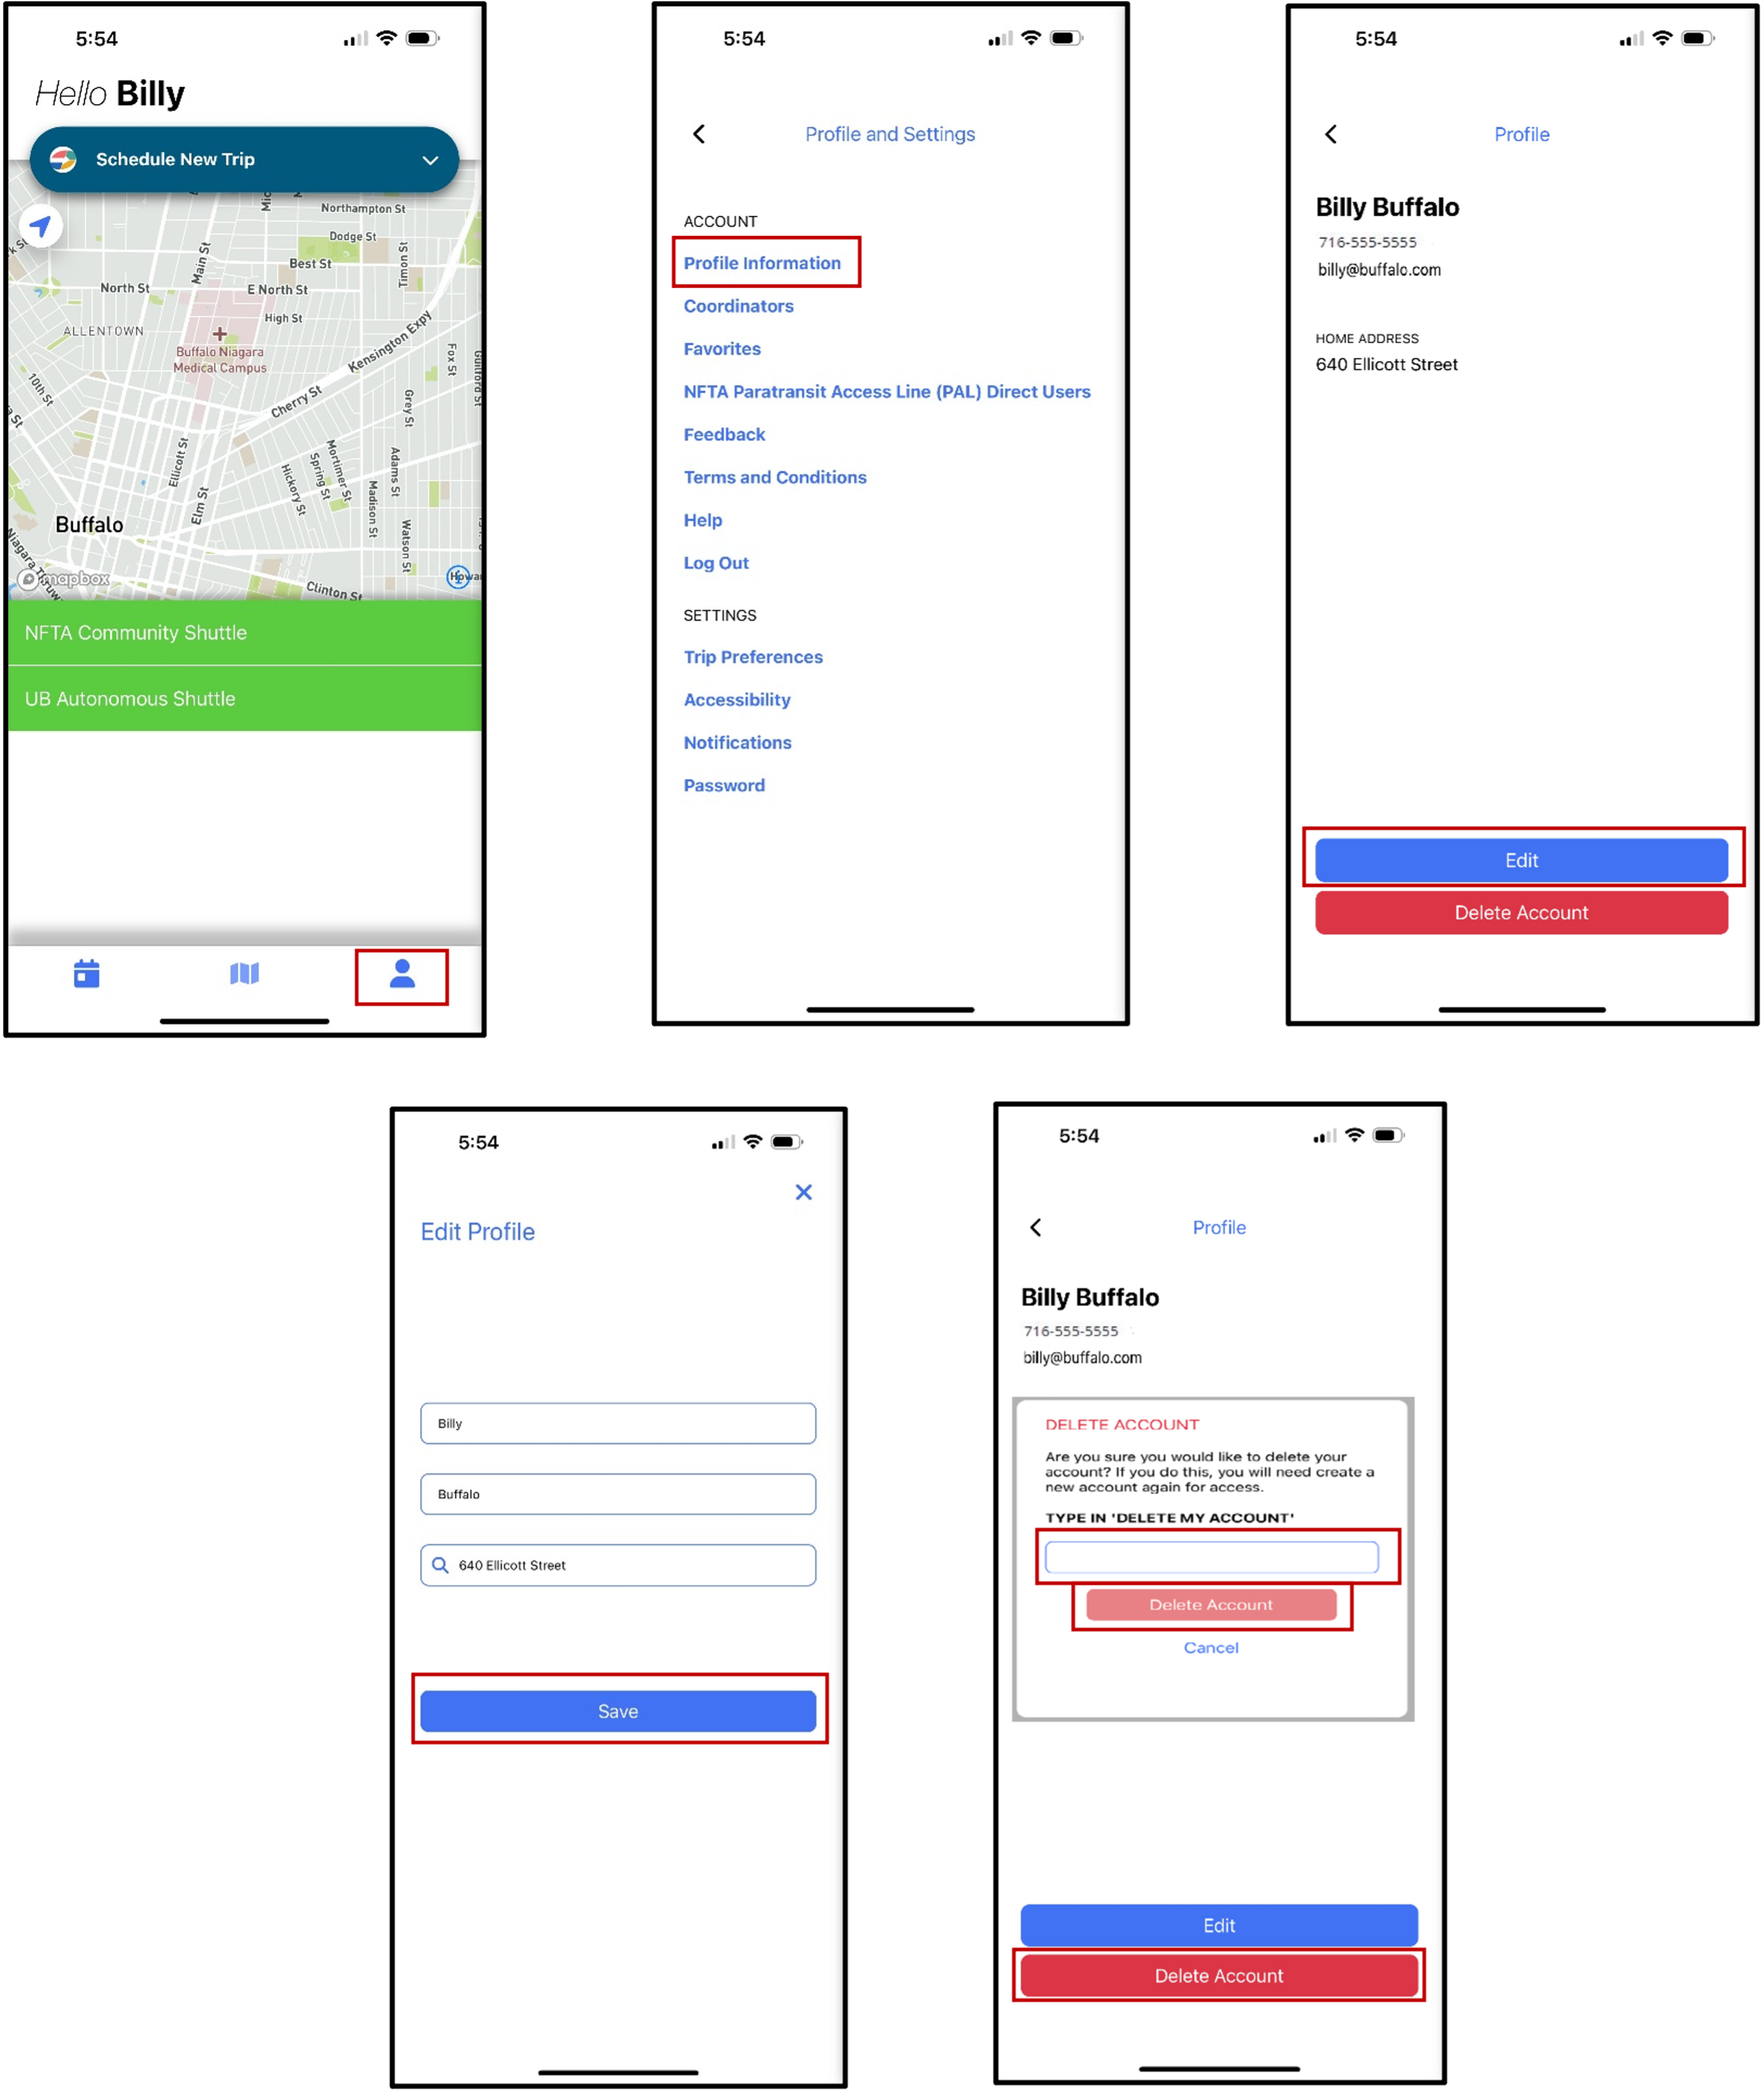 5:54
Hello Billy
Schedule New Trip
Northampton St
Dodge St
Best St
Main St
Timon St
North St
E North St
High St
ALLENTOWN
Kensington Expy
Buffalo Niagara
Medical Campus
Fox St
Guilford St
10th St
Cherry St
Grey St
Ellicott St
Mortimer St
Spring St
Adams St
Hickory St
Madison St
Elm St
Buffalo
Watson St
mapbox
Clinton St
NFTA Community Shuttle
UB Autonomous Shuttle
5:54
Profile and Settings
ACCOUNT
Profile Information
Coordinators
Favorites
NFTA Paratransit Access Line (PAL) Direct Users
Feedback
Terms and Conditions
Help
Log Out
SETTINGS
Trip Preferences
Accessibility
Notifications
Password
5:54
Profile
Billy Buffalo
716-555-5555
billy@buffalo.com
HOME ADDRESS
640 Ellicott Street
Edit
Delete Account
5:54
Edit Profile
Billy
Buffalo
640 Ellicott Street
Save
5:54
Profile
Billy Buffalo
716-555-5555
billy@buffalo.com
DELETE ACCOUNT
Are you sure you would like to delete your
account? If you do this, you will need create a
new account again for access.
TYPE IN 'DELETE MY ACCOUNT'
Delete Account
Cancel
Edit
Delete Account